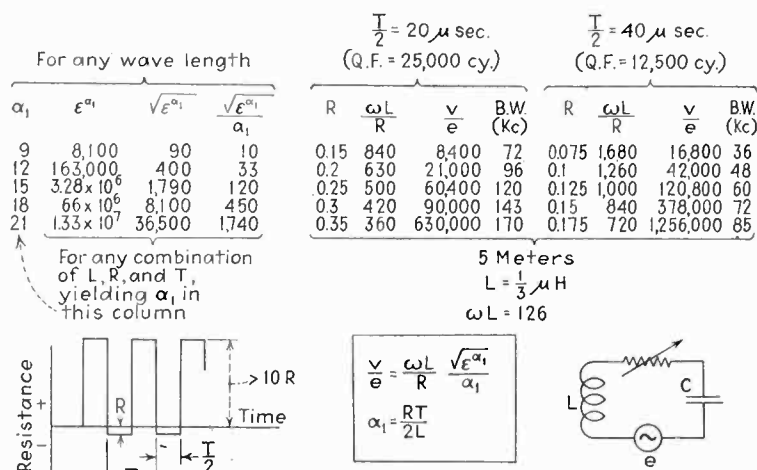 T/2 = 20 μ sec. T/2 = 40 μ sec.
For any wave length (Q.F. = 25,000 cy.) (Q.F. = 12,500 cy.)
α₁ ε^α₁ √ε^α₁ √ε^α₁/α₁ R ωL/R v/e B.W. (Kc) R ωL/R v/e B.W. (Kc)
9 8,100 90 10 0.15 840 8,400 72 0.075 1,680 16,800 36
12 163,000 400 33 0.2 630 21,000 96 0.1 1,260 42,000 48
15 3.28 x 10⁶ 1,790 120 0.25 500 60,400 120 0.125 1,000 120,800 60
18 66 x 10⁶ 8,100 450 0.3 420 90,000 143 0.15 840 378,000 72
21 1.33 x 10⁷ 36,500 1,740 0.35 360 630,000 170 0.175 720 1,256,000 85
For any combination
of L, R, and T,
yielding α₁ in
this column
5 Meters
L = 1/3 μH
ωL = 126
Resistance
+
−
R
> 10 R
Time
T/2
v/e = ωL/R √ε^α₁/α₁
α₁ = RT/2L
L
C
e